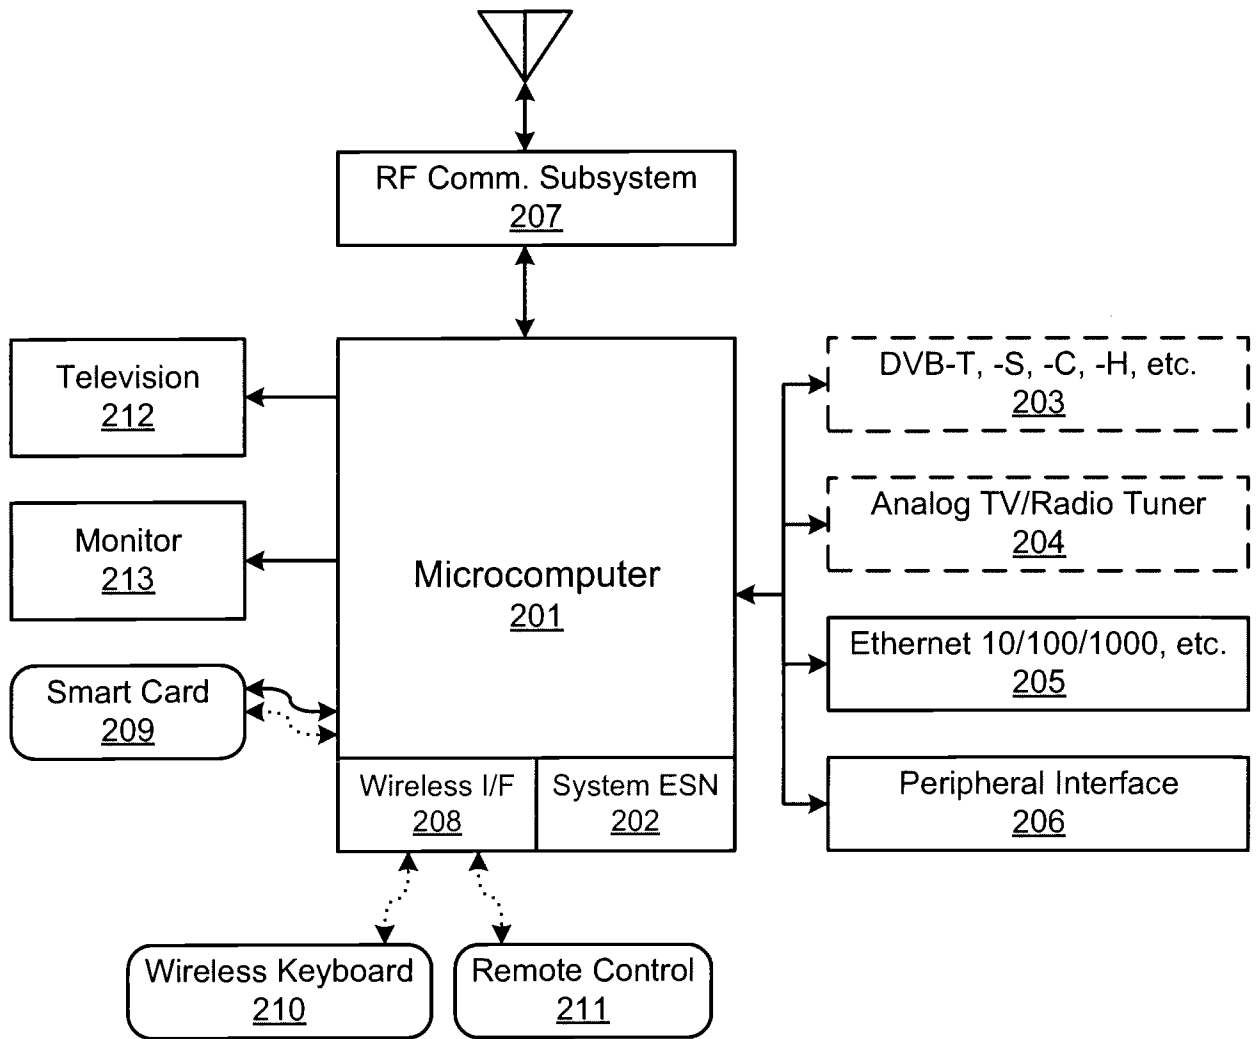 RF Comm. Subsystem
207
Television
212
Monitor
213
Smart Card
209
Microcomputer
201
Wireless I/F
208
System ESN
202
DVB-T, -S, -C, -H, etc.
203
Analog TV/Radio Tuner
204
Ethernet 10/100/1000, etc.
205
Peripheral Interface
206
Wireless Keyboard
210
Remote Control
211